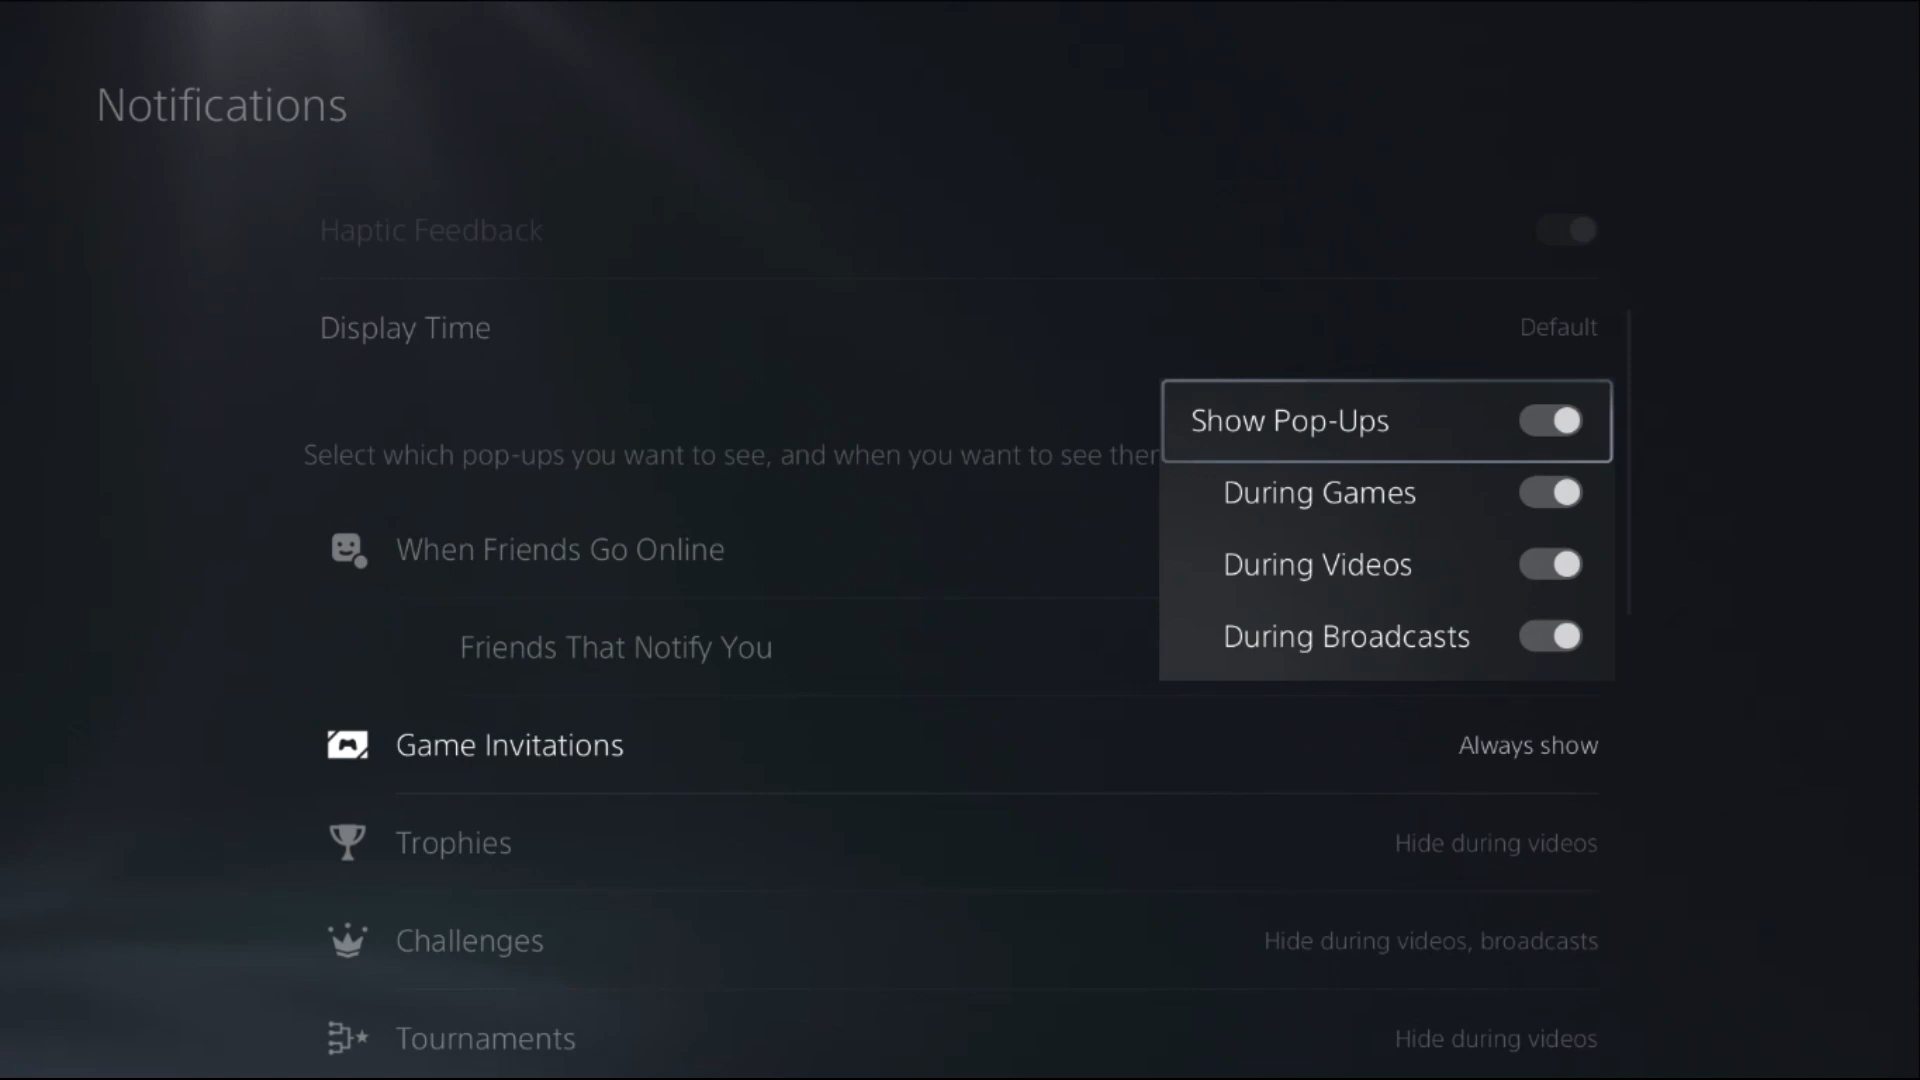 Notifications
Haptic Feedback
Display Time
Default
Show Pop-Ups
Select which pop-ups you want to see, and when you want to see
During Games
When Friends Go Online
During Videos
Friends That Notify You
During Broadcasts
Game Invitations
Always show
Trophies
Hide during videos
Challenges
Hide during videos, broadcasts
Tournaments
Hide during videos